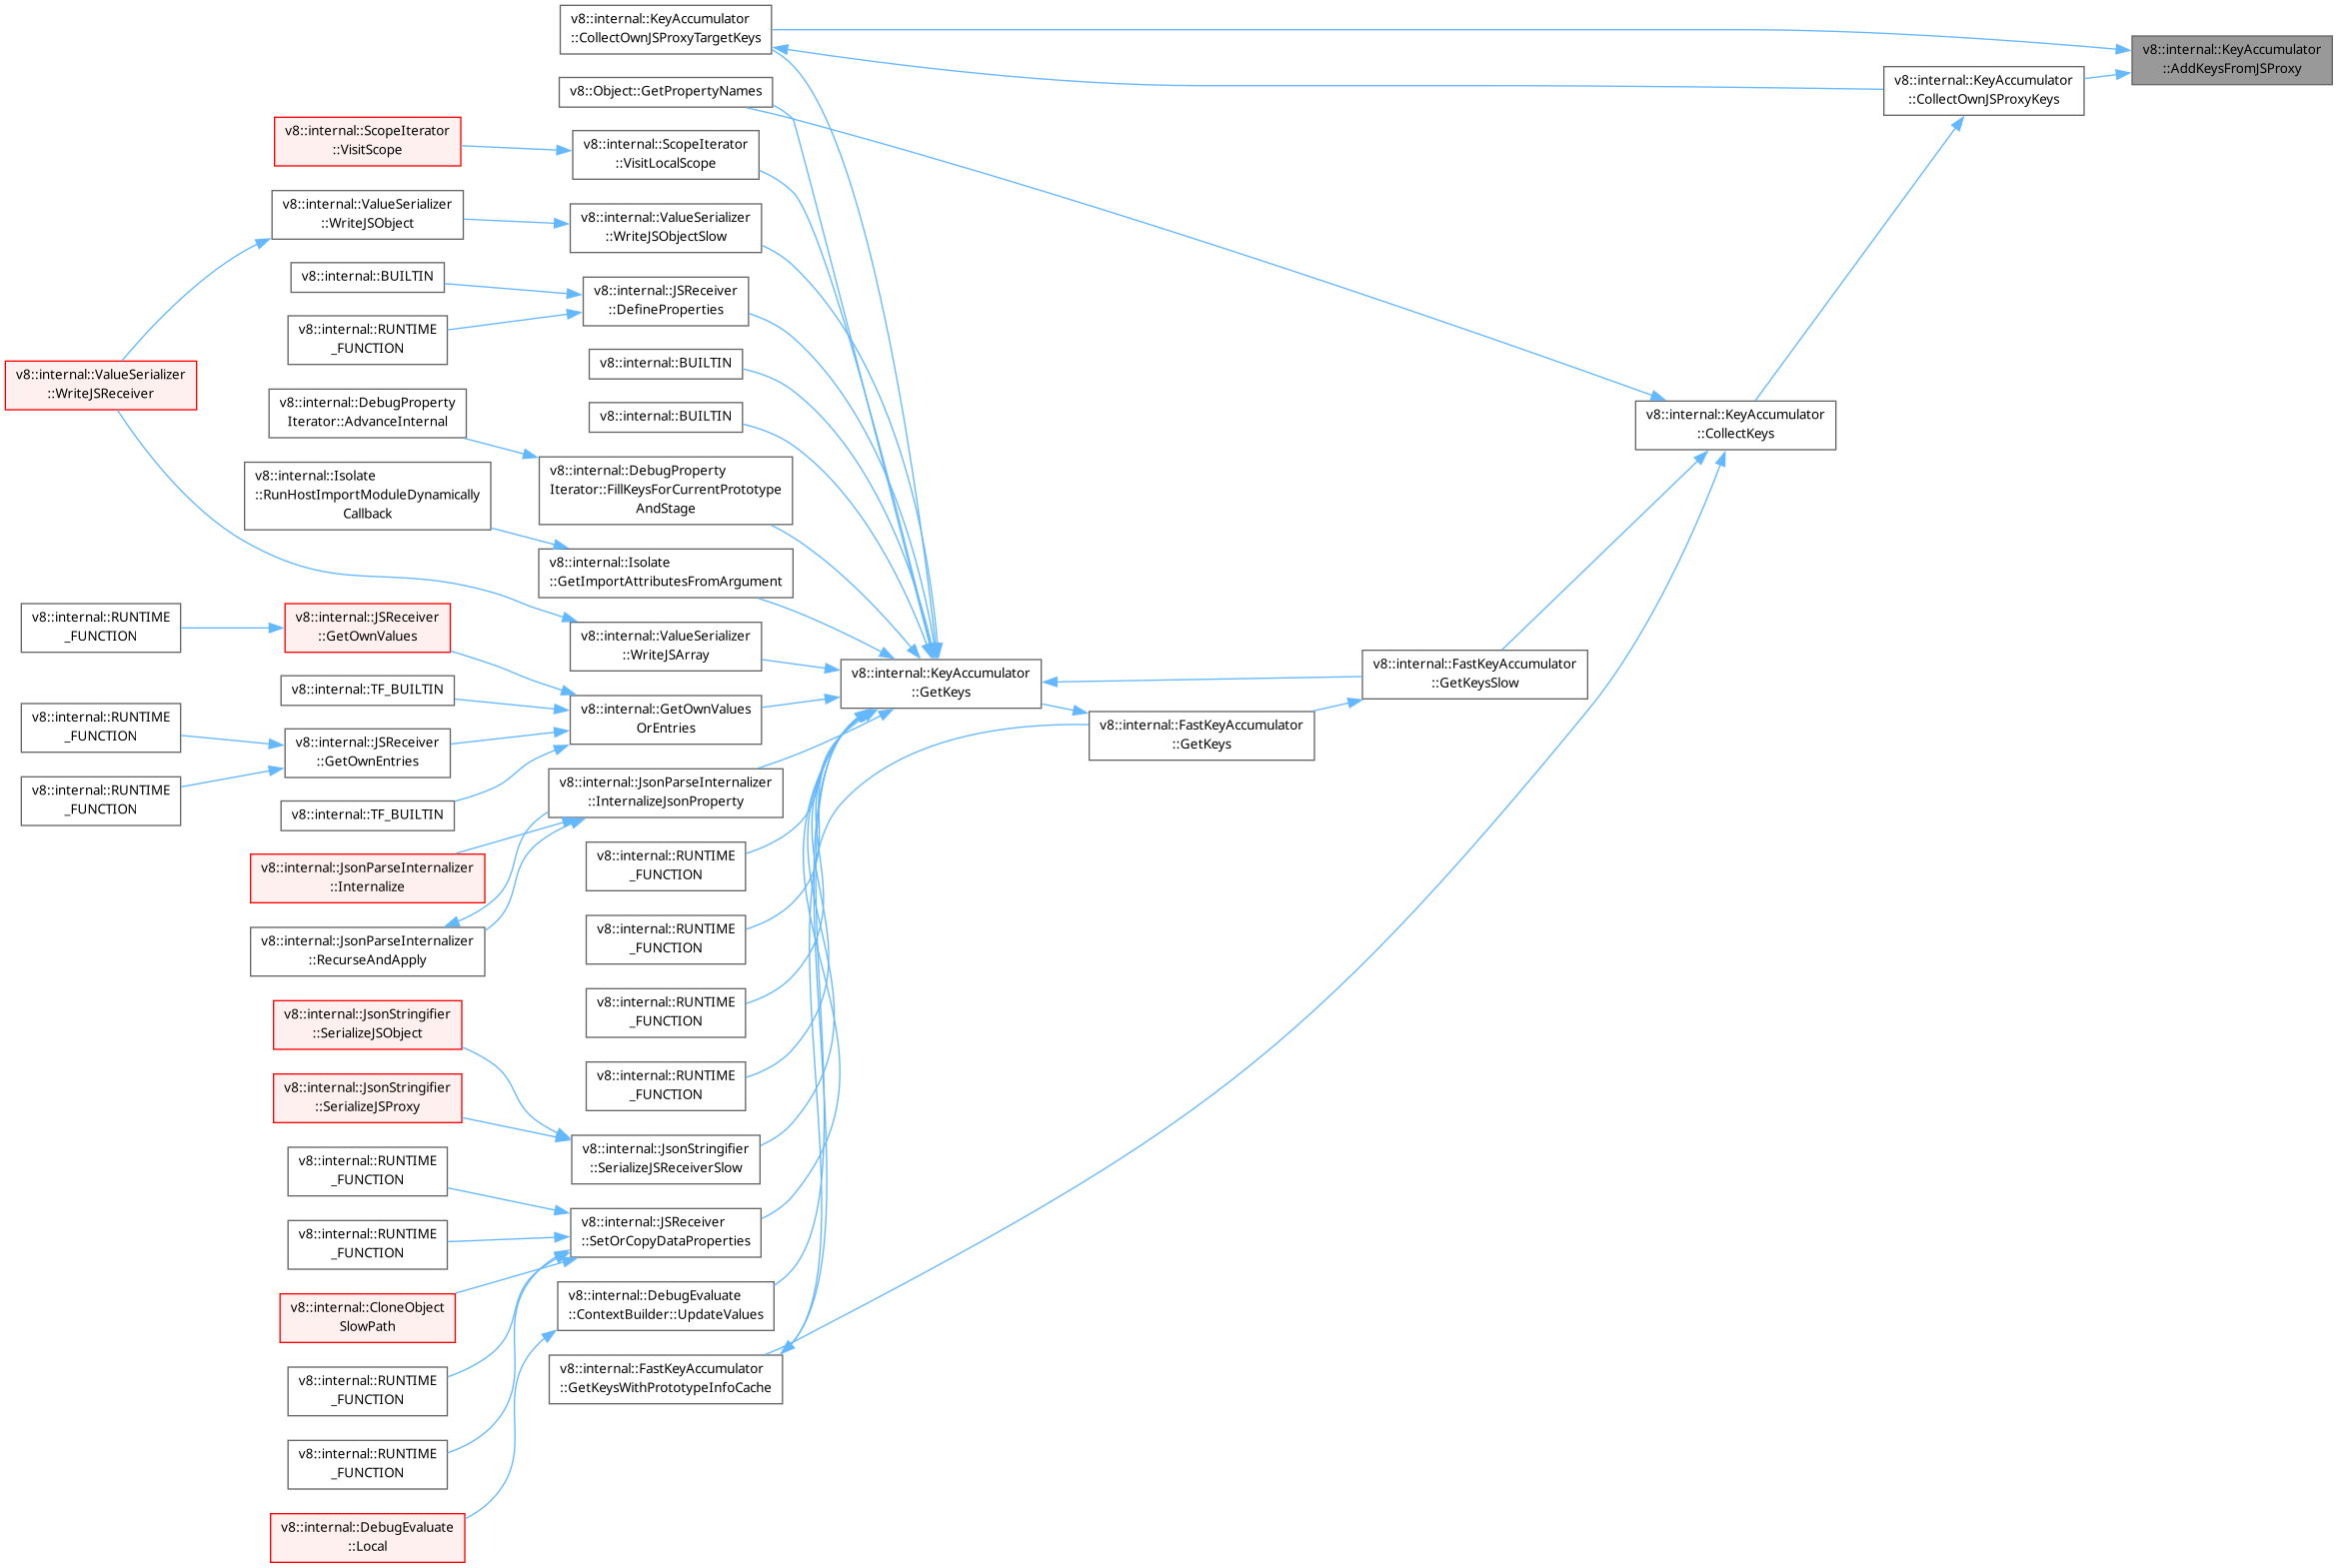 v8::internal::KeyAccumulator
::CollectOwnJSProxyTargetKeys
v8::internal::KeyAccumulator
::AddKeysFromJSProxy
v8::internal::KeyAccumulator
::CollectOwnJSProxyKeys
v8::Object::GetPropertyNames
v8::internal::ScopeIterator
::VisitScope
v8::internal::ScopeIterator
::VisitLocalScope
v8::internal::ValueSerializer
::WriteJSObject
v8::internal::ValueSerializer
::WriteJSObjectSlow
v8::internal::BUILTIN
v8::internal::JSReceiver
::DefineProperties
v8::internal::RUNTIME
_FUNCTION
v8::internal::BUILTIN
v8::internal::ValueSerializer
::WriteJSReceiver
v8::internal::DebugProperty
Iterator::AdvanceInternal
v8::internal::BUILTIN
v8::internal::KeyAccumulator
::CollectKeys
v8::internal::DebugProperty
Iterator::FillKeysForCurrentPrototype
AndStage
v8::internal::Isolate
::RunHostImportModuleDynamically
Callback
v8::internal::Isolate
::GetImportAttributesFromArgument
v8::internal::RUNTIME
_FUNCTION
v8::internal::JSReceiver
::GetOwnValues
v8::internal::ValueSerializer
::WriteJSArray
v8::internal::KeyAccumulator
::GetKeys
v8::internal::FastKeyAccumulator
::GetKeysSlow
v8::internal::TF_BUILTIN
v8::internal::GetOwnValues
OrEntries
v8::internal::FastKeyAccumulator
::GetKeys
v8::internal::RUNTIME
_FUNCTION
v8::internal::JSReceiver
::GetOwnEntries
v8::internal::RUNTIME
_FUNCTION
v8::internal::JsonParseInternalizer
::InternalizeJsonProperty
v8::internal::TF_BUILTIN
v8::internal::JsonParseInternalizer
::Internalize
v8::internal::RUNTIME
_FUNCTION
v8::internal::JsonParseInternalizer
::RecurseAndApply
v8::internal::RUNTIME
_FUNCTION
v8::internal::JsonStringifier
::SerializeJSObject
v8::internal::RUNTIME
_FUNCTION
v8::internal::JsonStringifier
::SerializeJSProxy
v8::internal::RUNTIME
_FUNCTION
v8::internal::JsonStringifier
::SerializeJSReceiverSlow
v8::internal::RUNTIME
_FUNCTION
v8::internal::JSReceiver
::SetOrCopyDataProperties
v8::internal::RUNTIME
_FUNCTION
v8::internal::CloneObject
SlowPath
v8::internal::DebugEvaluate
::ContextBuilder::UpdateValues
v8::internal::RUNTIME
_FUNCTION
v8::internal::FastKeyAccumulator
::GetKeysWithPrototypeInfoCache
v8::internal::RUNTIME
_FUNCTION
v8::internal::DebugEvaluate
::Local